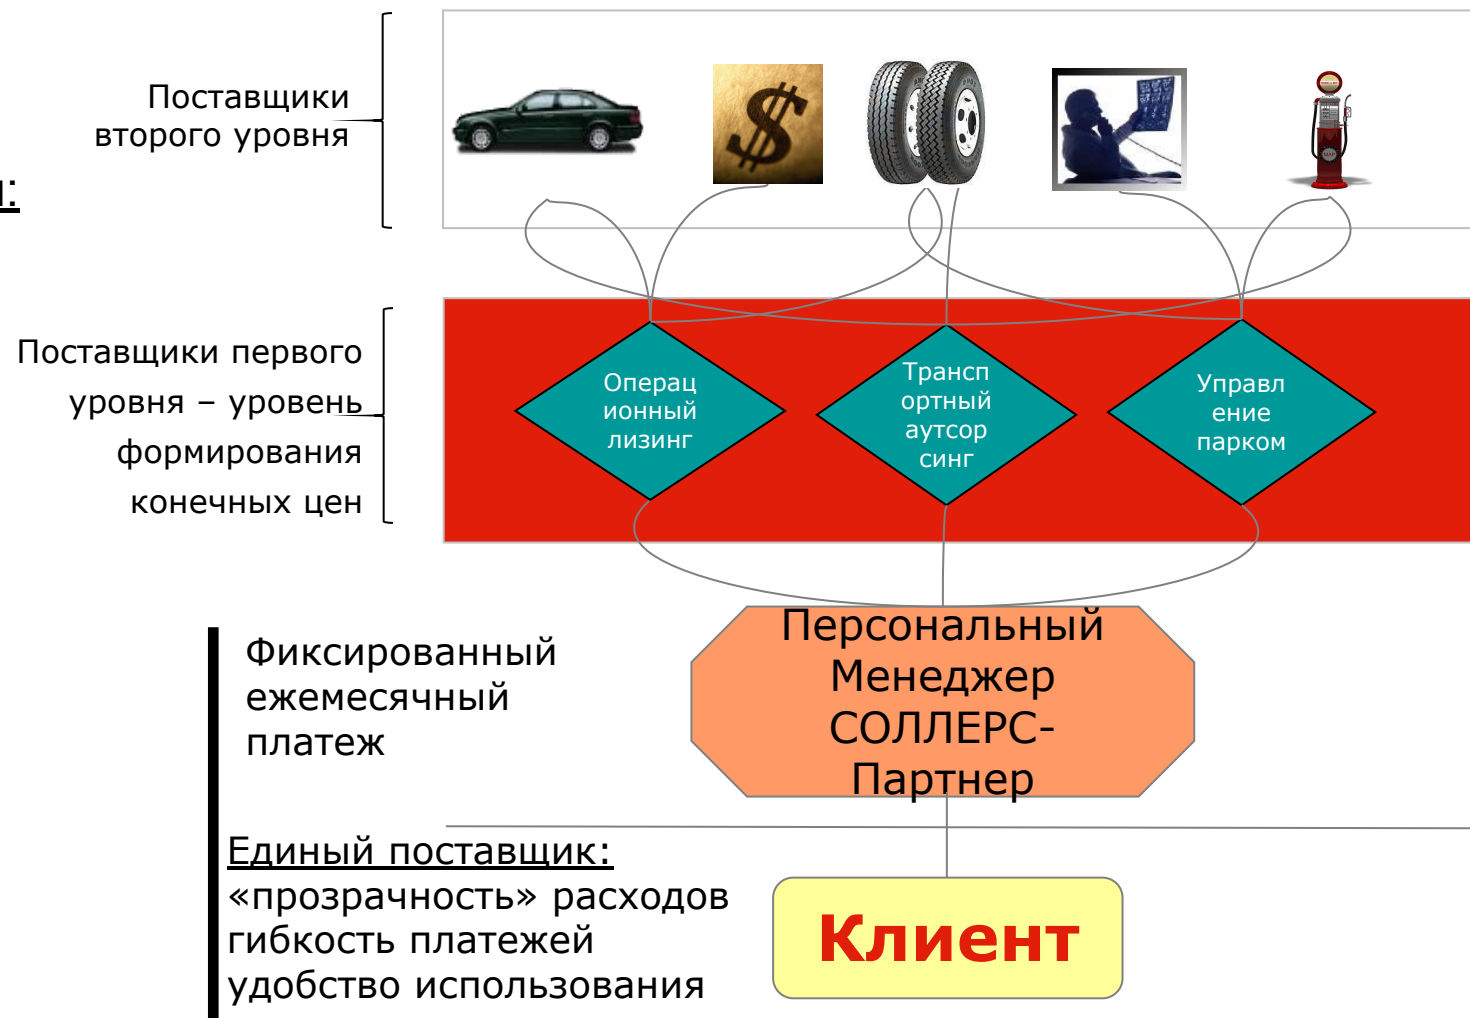 Поставщики
второго уровня
:
Поставщики первого
уровня – уровень
формирования
конечных цен
Операц
ионный
лизинг
Трансп
ортный
аутсор
синг
Управл
ение
парком
Персональный
Менеджер
СОЛЛЕРС-
Партнер
Фиксированный
ежемесячный
платеж
Единый поставщик:
«прозрачность» расходов
гибкость платежей
удобство использования
Клиент